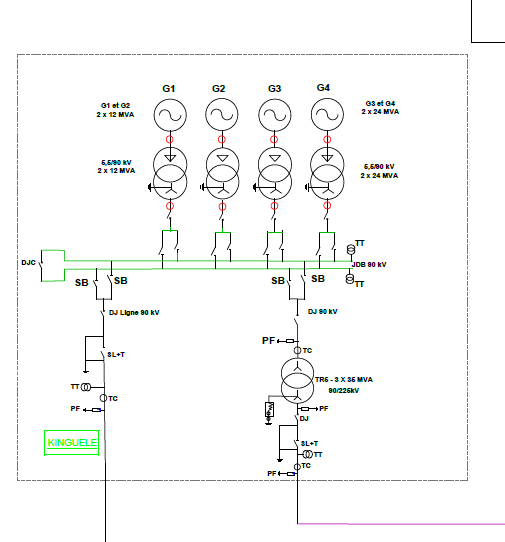 G1 G2 G3 G4
G1 et G2
2 x 12 MVA
G3 et G4
2 x 24 MVA
5,5/90 kV
2 x 12 MVA
5,5/90 kV
2 x 24 MVA
TT
DJC
JDB 90 kV
SB SB SB SB TT
DJ Ligne 90 kV
DJ 90 kV
PF
SL+T
TC
TR5 - 3 X 35 MVA
90/225kV
TT
TC
PF
PF
DJ
KINGUELE
SL+T
TT
TC
PF